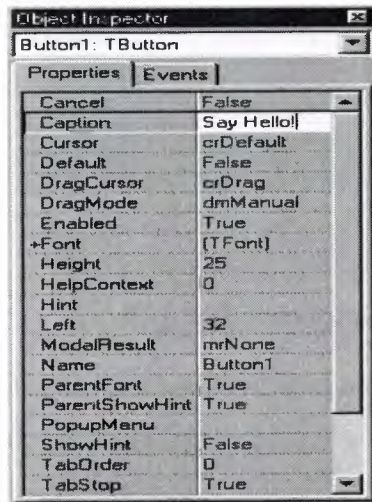 Object Inspector
Button1: TButton
Properties Events
Cancel False
Caption Say Hello!
Cursor crDefault
Default False
DragCursor crDrag
DragMode dmManual
Enabled True
+Font (TFont)
Height 25
HelpContext 0
Hint
Left 32
ModalResult mrNone
Name Button1
ParentFont True
ParentShowHint True
PopupMenu
ShowHint False
TabOrder 0
TabStop True